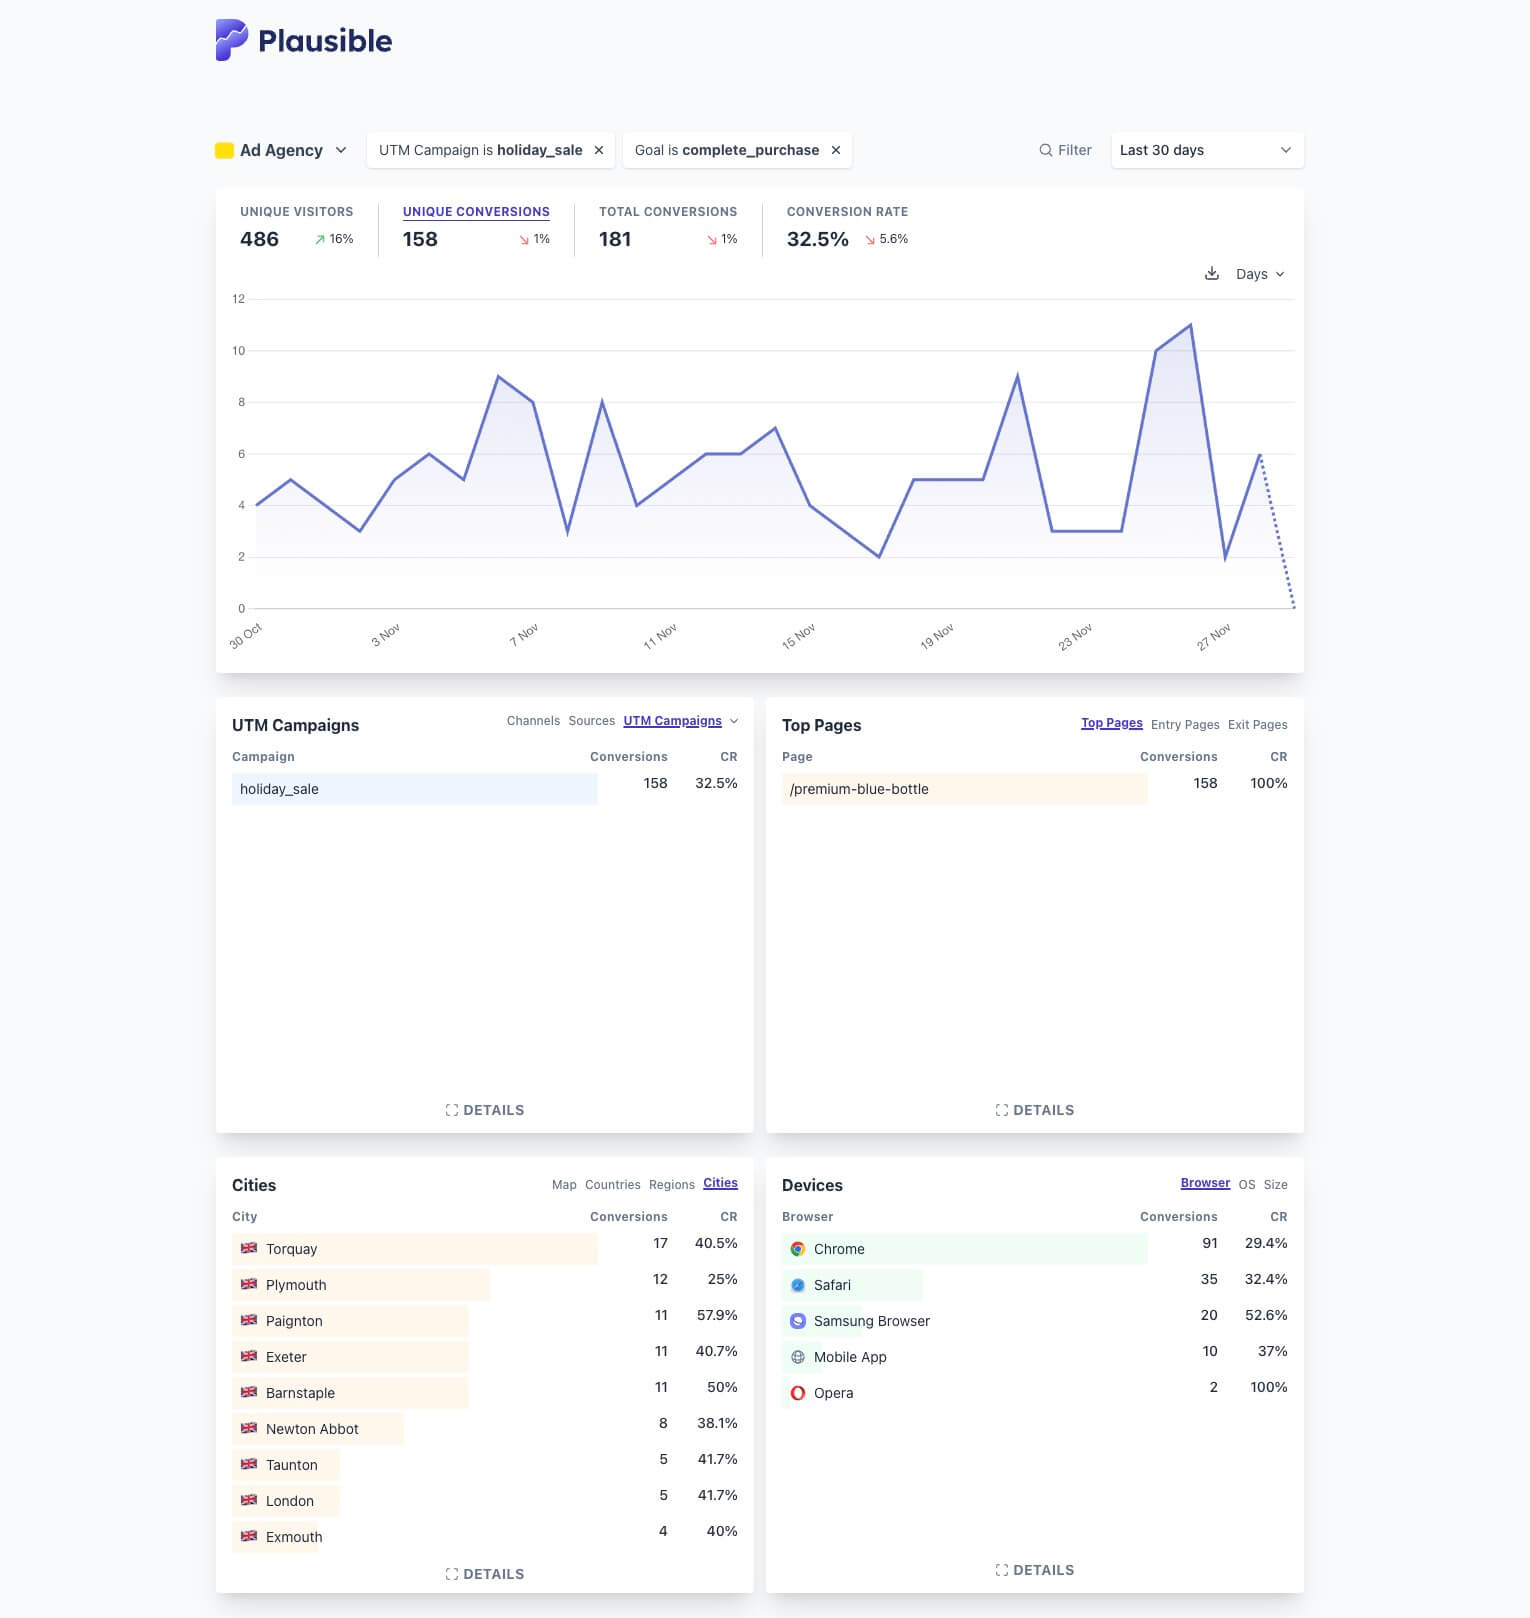 Plausible
Ad Agency
UTM Campaign is holiday_sale ✕
Goal is complete_purchase ✕
Filter
Last 30 days
UNIQUE VISITORS UNIQUE CONVERSIONS TOTAL CONVERSIONS CONVERSION RATE
486 16% 158 1% 181 1% 32.5% 5.6%
Days
12
10
8
6
4
2
0
30 Oct 3 Nov 7 Nov 11 Nov 15 Nov 19 Nov 23 Nov 27 Nov
UTM Campaigns Channels Sources UTM Campaigns
Campaign Conversions CR
holiday_sale 158 32.5%
DETAILS
Top Pages Top Pages Entry Pages Exit Pages
Page Conversions CR
/premium-blue-bottle 158 100%
DETAILS
Cities Map Countries Regions Cities
City Conversions CR
Torquay 17 40.5%
Plymouth 12 25%
Paignton 11 57.9%
Exeter 11 40.7%
Barnstaple 11 50%
Newton Abbot 8 38.1%
Taunton 5 41.7%
London 5 41.7%
Exmouth 4 40%
DETAILS
Devices Browser OS Size
Browser Conversions CR
Chrome 91 29.4%
Safari 35 32.4%
Samsung Browser 20 52.6%
Mobile App 10 37%
Opera 2 100%
DETAILS